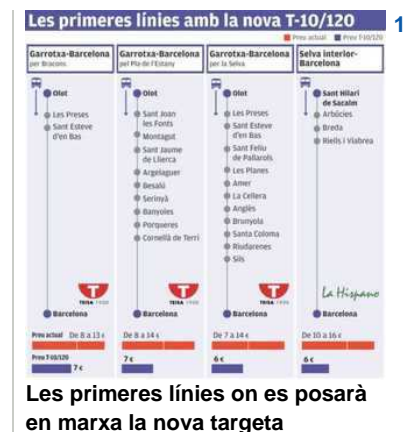 Les primeres línies amb la nova T-10/120
1
Preu actual Preu T-10/120
Garrotxa-Barcelona
per Bracons
Olot
Les Preses
Sant Esteve
d'en Bas
Barcelona
Garrotxa-Barcelona
pel Pla de l'Estany
Olot
Sant Joan
les Fonts
Montagut
Sant Jaume
de Llierca
Argelaguer
Besalú
Serinyà
Banyoles
Porqueres
Cornellà de Terri
TEISA
Barcelona
Garrotxa-Barcelona
per la Selva
Olot
Les Preses
Sant Esteve
d'en Bas
Sant Feliu
de Pallarols
Les Planes
Amer
La Cellera
Anglès
Brunyola
Santa Coloma
Riudarenes
Sils
TEISA
Barcelona
Selva interior-
Barcelona
Sant Hilari
de Sacalm
Arbúcies
Breda
Riells i Viabrea
La Hispano
Barcelona
Preu actual De 8 a 13 €
De 8 a 14 €
De 7 a 14 €
De 10 a 16 €
Preu T-10/120
7 €
7 €
6 €
6 €
Les primeres línies on es posarà
en marxa la nova targeta